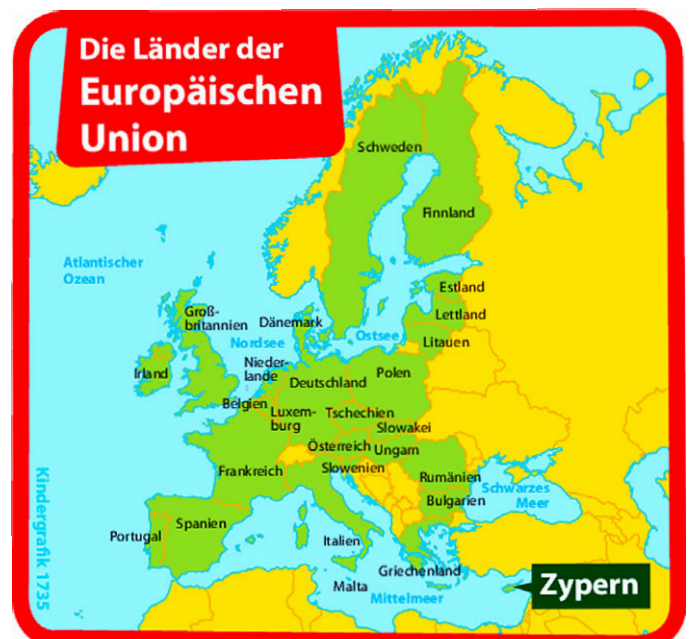 Die Länder der
Europäischen
Union
Schweden
Finnland
Atlantischer
Ozean
Estland
Groß-
britannien
Dänemark
Lettland
Nordsee
Ostsee
Litauen
Irland
Nieder-
lande
Deutschland
Polen
Belgien
Luxem-
burg
Tschechien
Slowakei
Österreich
Ungarn
Frankreich
Slowenien
Rumänien
Bulgarien
Schwarzes
Meer
Portugal
Spanien
Italien
Griechenland
Malta
Mittelmeer
Zypern
Kindergrafik 1735